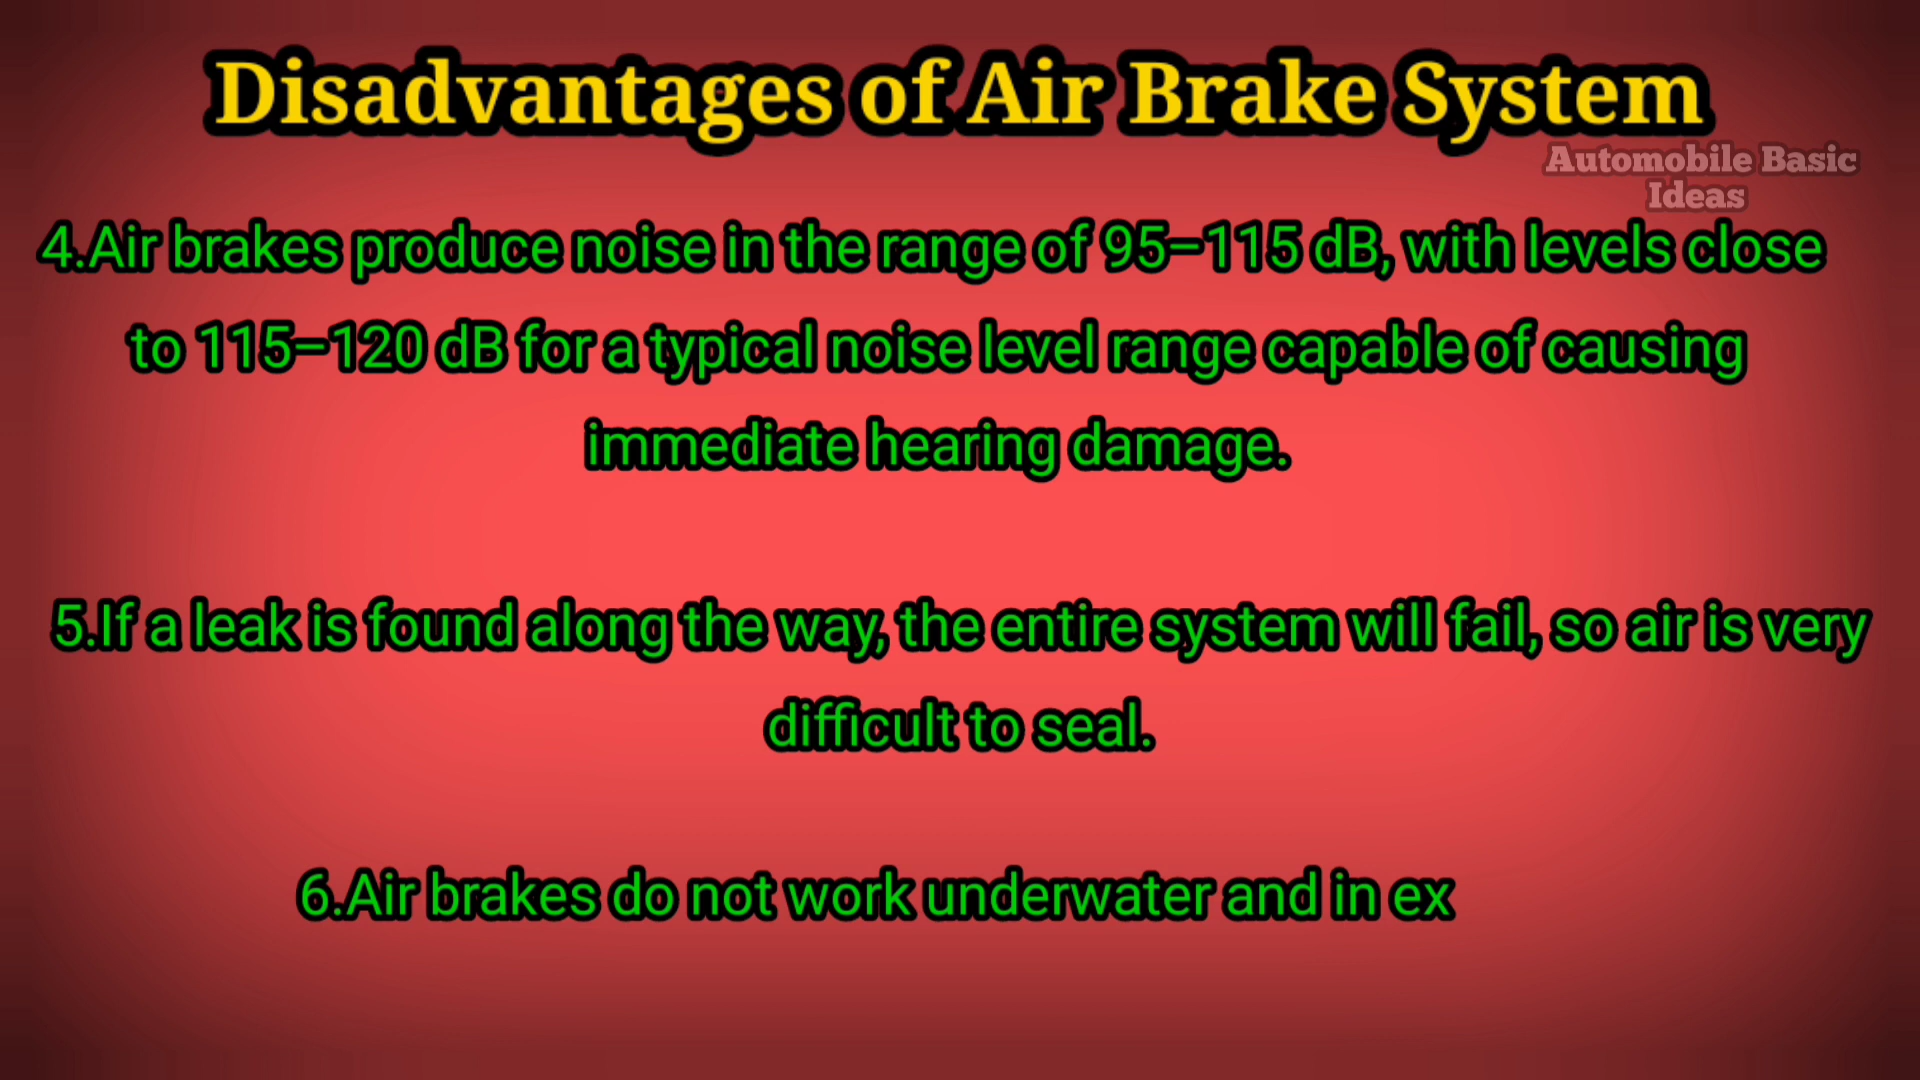 Disadvantages of Air Brake System
Automobile Basic
Ideas
4.Air brakes produce noise in the range of 95–115 dB, with levels close
to 115–120 dB for a typical noise level range capable of causing
immediate hearing damage.
5.If a leak is found along the way, the entire system will fail, so air is very
difficult to seal.
6.Air brakes do not work underwater and in ex